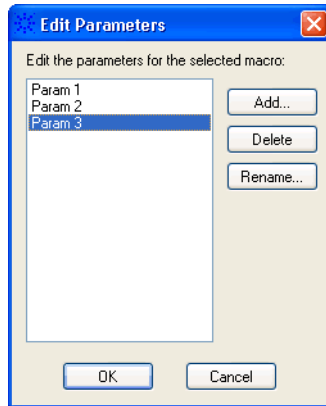 Edit Parameters
Edit the parameters for the selected macro:
Param 1
Param 2
Param 3
Add...
Delete
Rename...
OK
Cancel